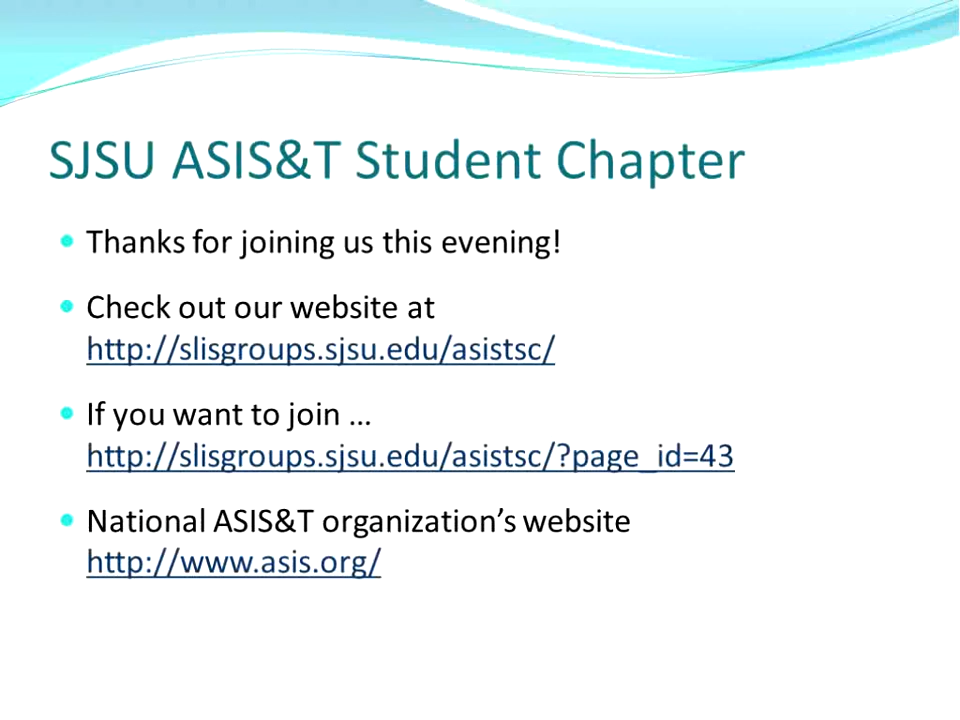 SJSU ASIS&T Student Chapter
Thanks for joining us this evening!
Check out our website at
http://slisgroups.sjsu.edu/asistsc/
If you want to join …
http://slisgroups.sjsu.edu/asistsc/?page_id=43
National ASIS&T organization’s website
http://www.asis.org/